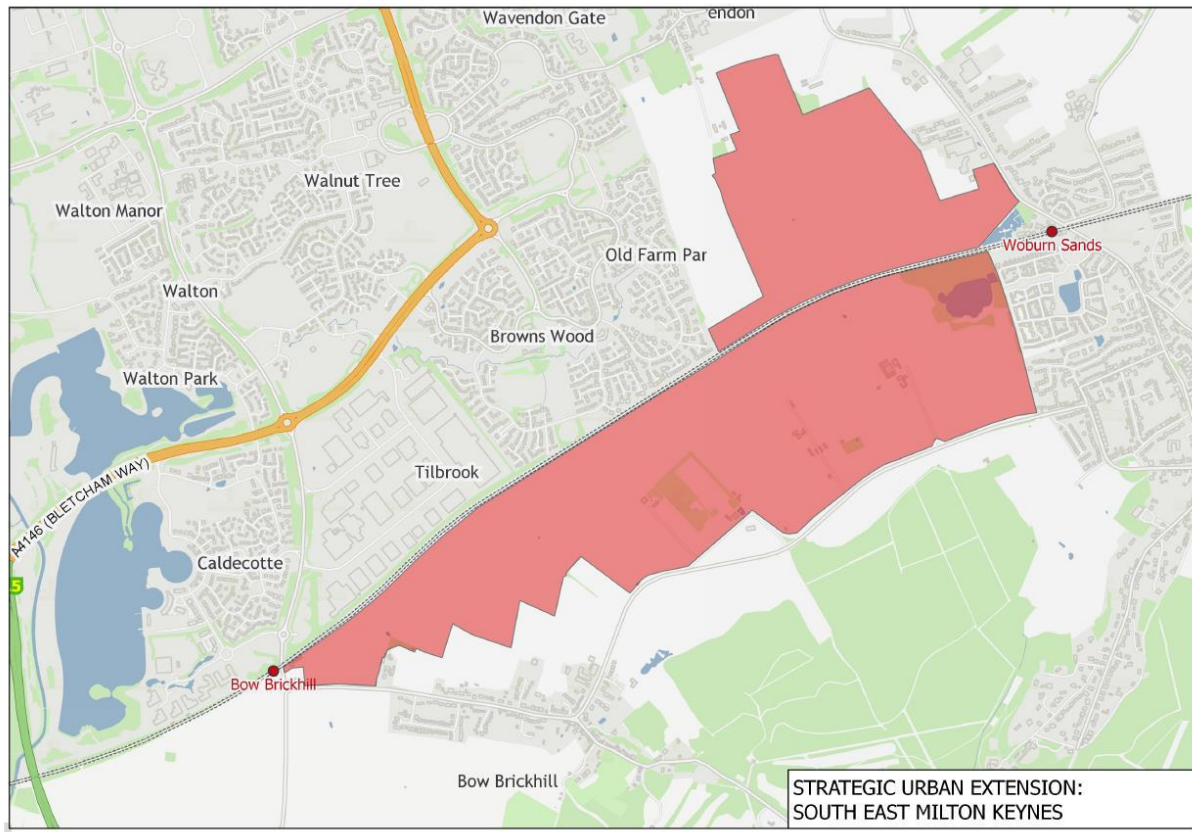 Wavendon Gate
endon
Walnut Tree
Walton Manor
Old Farm Par
Woburn Sands
Walton
Browns Wood
Walton Park
Tilbrook
A4146 (BLETCHAM WAY)
Caldecotte
5
Bow Brickhill
Bow Brickhill
STRATEGIC URBAN EXTENSION:
SOUTH EAST MILTON KEYNES